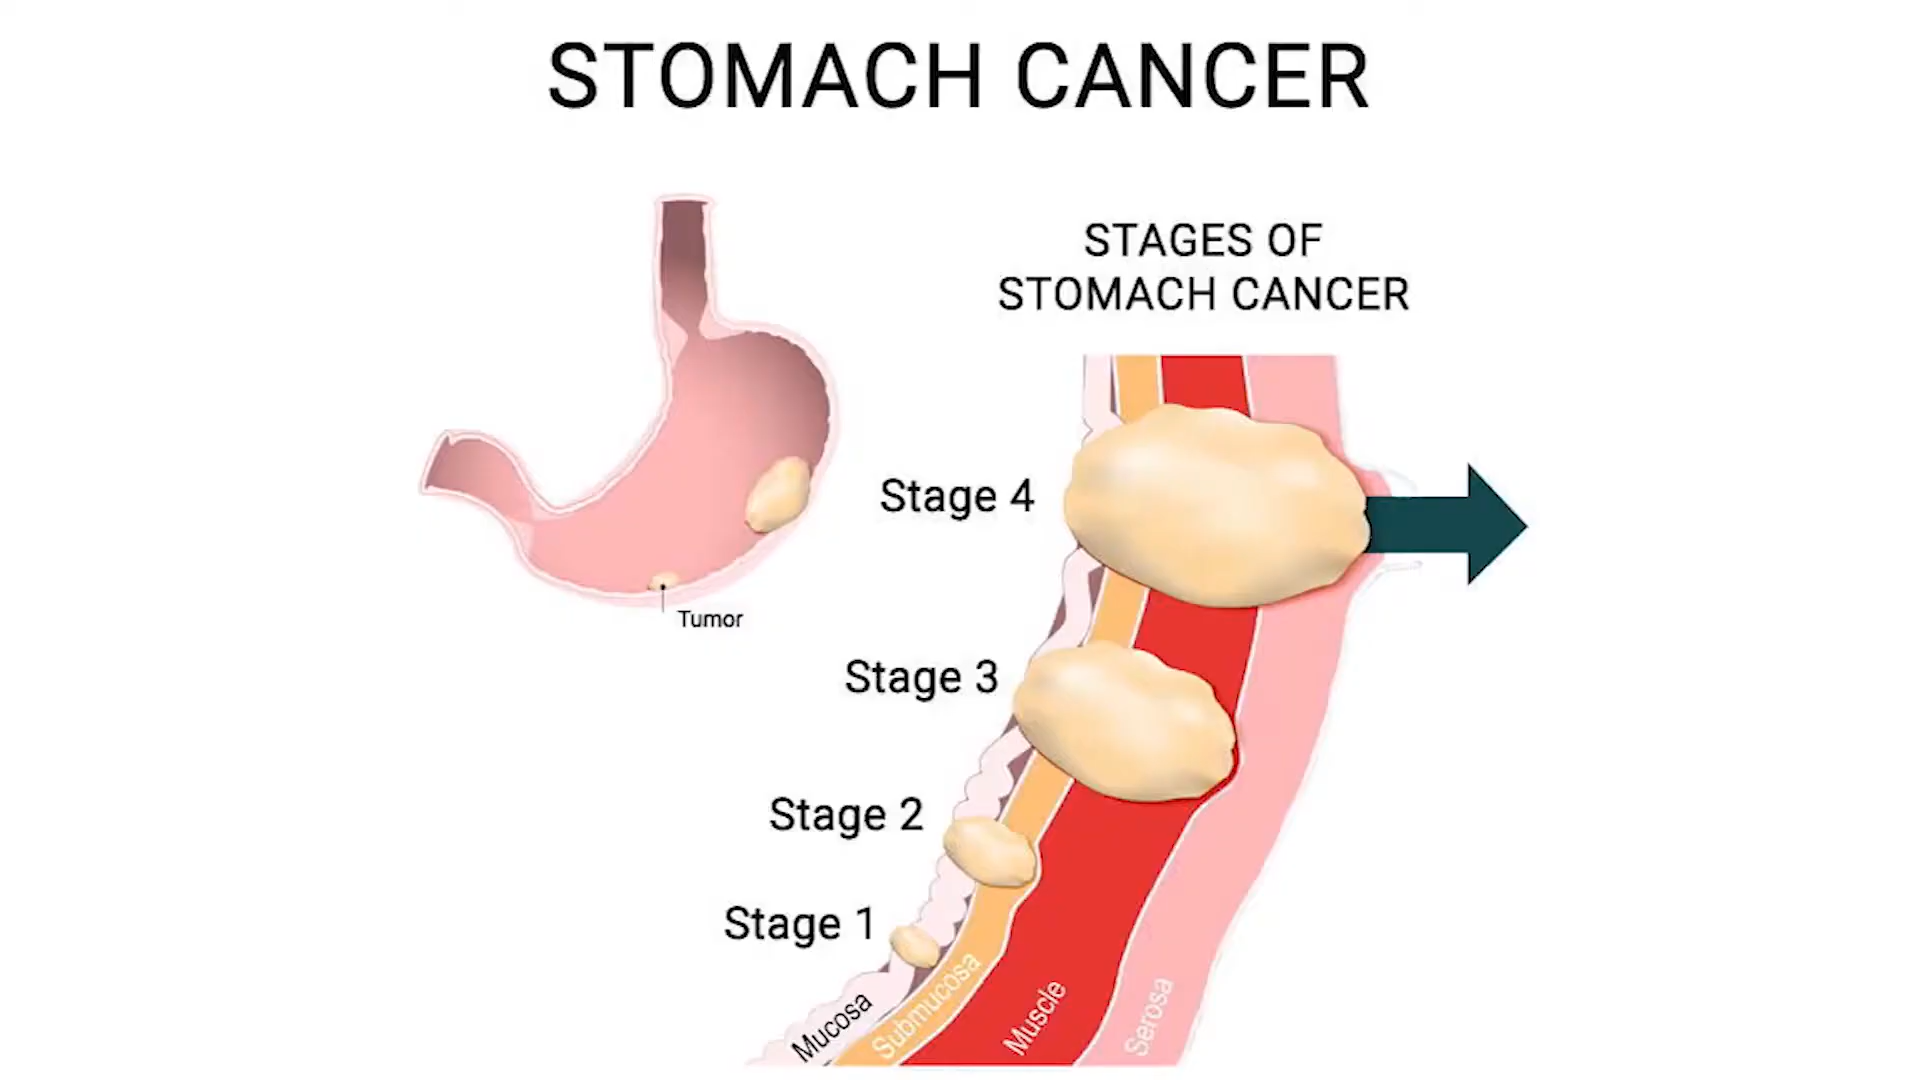 STOMACH CANCER
STAGES OF
STOMACH CANCER
Stage 4
Tumor
Stage 3
Stage 2
Stage 1
Mucosa
Submucosa
Muscle
Serosa